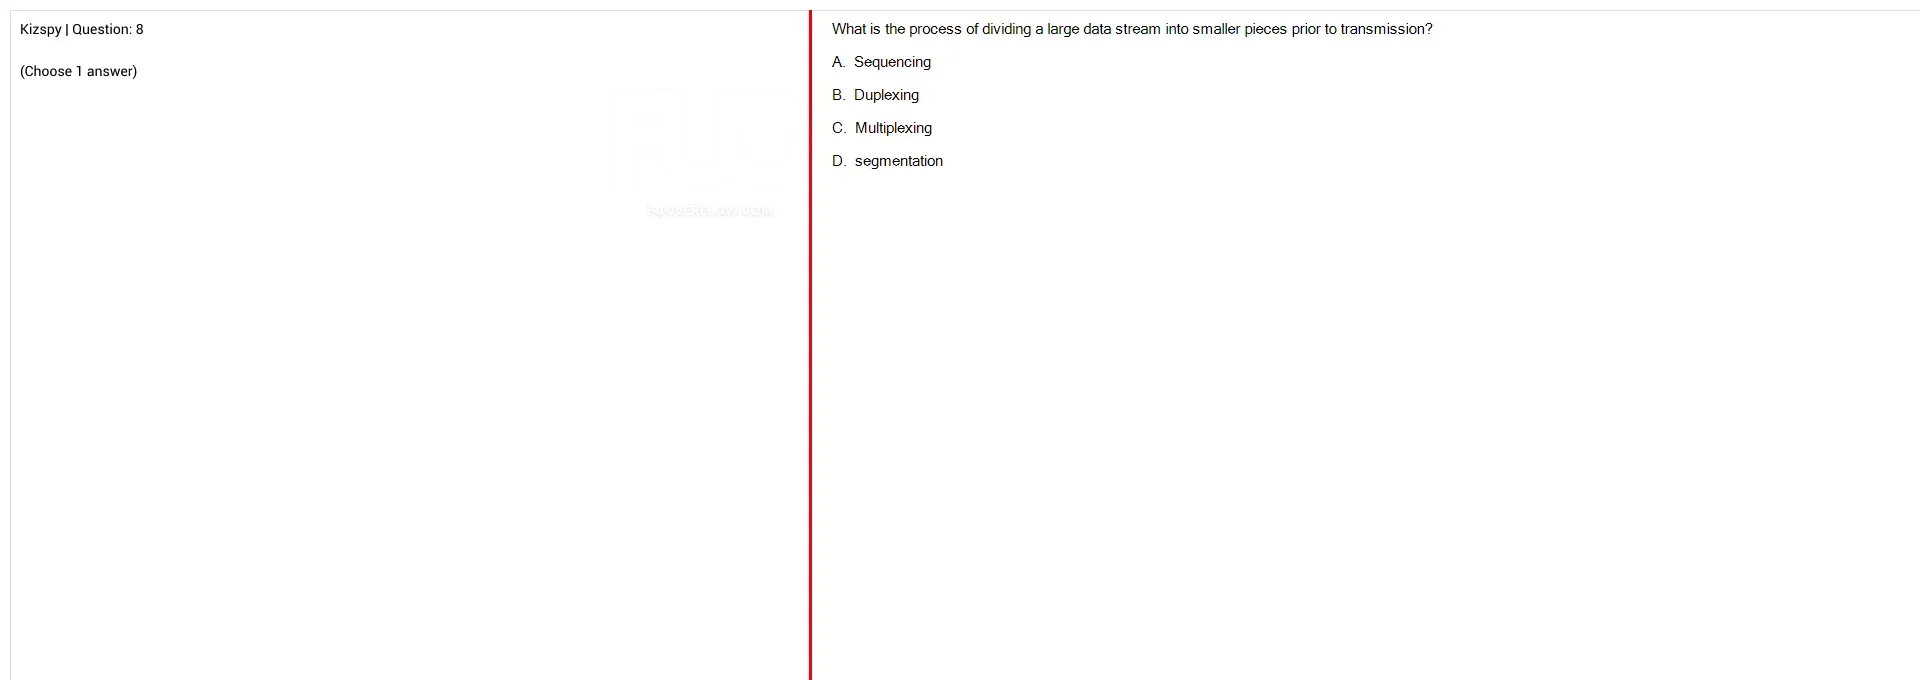 Kizspy | Question: 8
(Choose 1 answer)
What is the process of dividing a large data stream into smaller pieces prior to transmission?
A. Sequencing
B. Duplexing
C. Multiplexing
D. segmentation